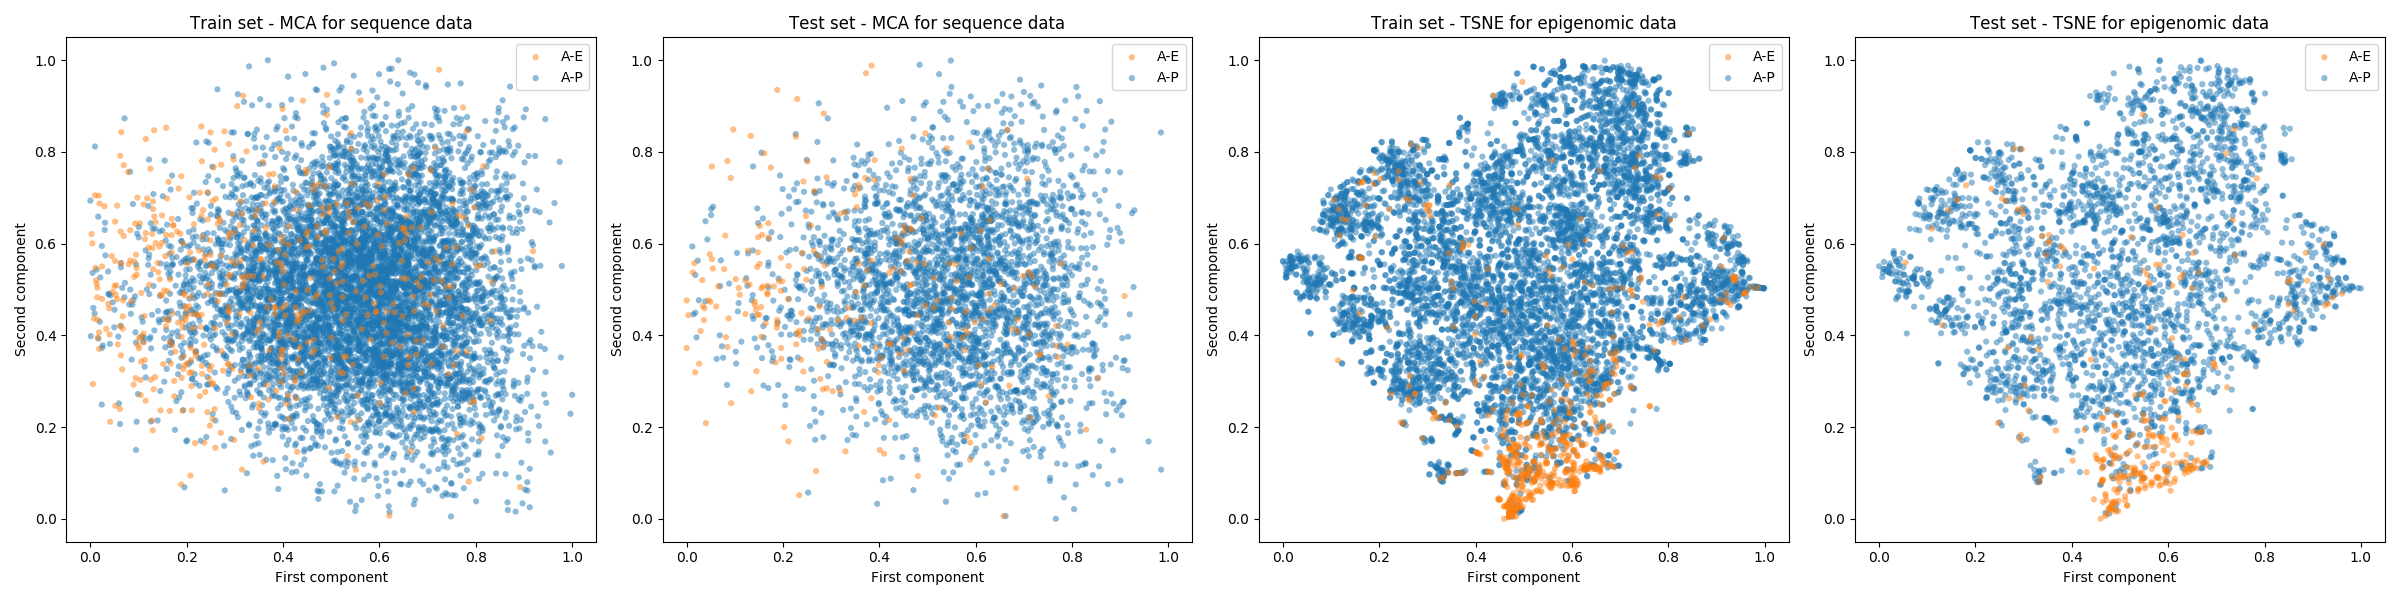 Train set - MCA for sequence data
A-E
A-P
Second component
1.0
0.8
0.6
0.4
0.2
0.0
0.0 0.2 0.4 0.6 0.8 1.0
First component
Test set - MCA for sequence data
A-E
A-P
Second component
1.0
0.8
0.6
0.4
0.2
0.0
0.0 0.2 0.4 0.6 0.8 1.0
First component
Train set - TSNE for epigenomic data
A-E
A-P
Second component
1.0
0.8
0.6
0.4
0.2
0.0
0.0 0.2 0.4 0.6 0.8 1.0
First component
Test set - TSNE for epigenomic data
A-E
A-P
Second component
1.0
0.8
0.6
0.4
0.2
0.0
0.0 0.2 0.4 0.6 0.8 1.0
First component